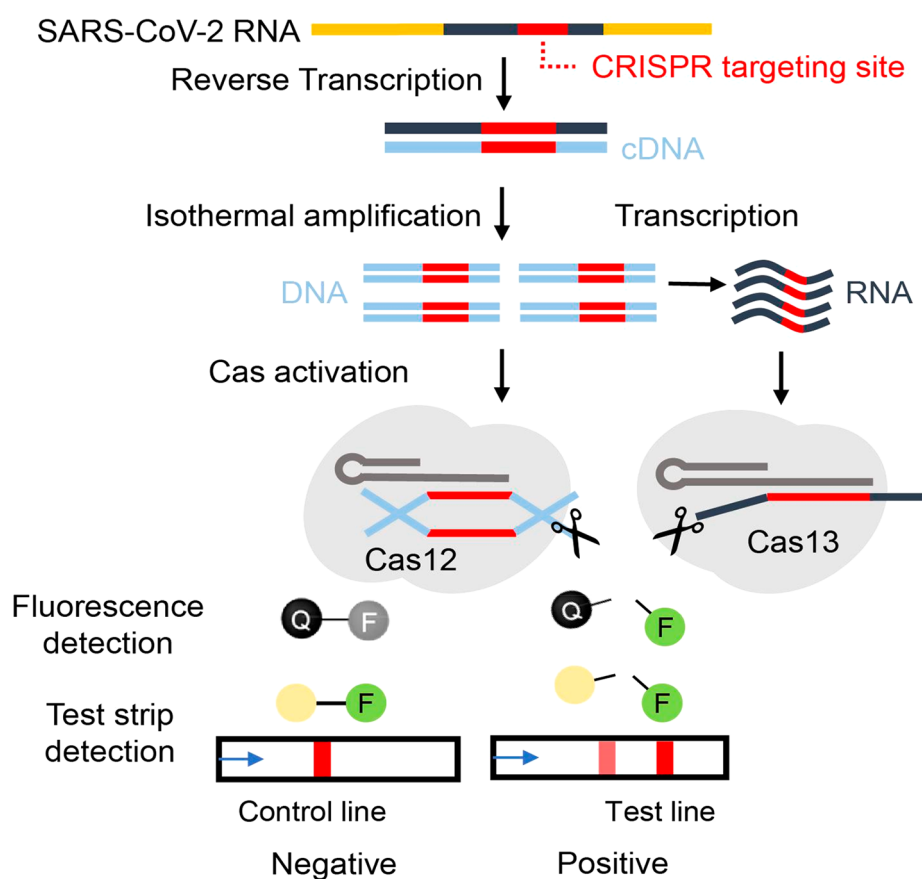 SARS-CoV-2 RNA
CRISPR targeting site
Reverse Transcription
cDNA
Isothermal amplification
Transcription
DNA
RNA
Cas activation
Cas12
Cas13
Fluorescence
detection
Q
F
Q
F
Test strip
detection
F
F
Control line
Test line
Negative
Positive